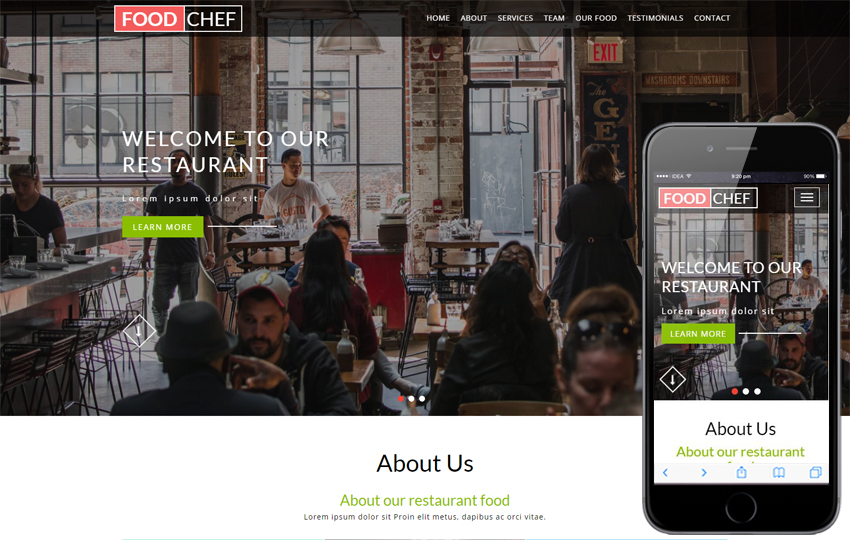 FOOD CHEF
HOME ABOUT SERVICES TEAM OUR FOOD TESTIMONIALS CONTACT
EXIT
WASHROOMS DOWNSTAIRS
The
GE
WELCOME TO OUR
RESTAURANT
Lorem ipsum dolor sit
LEARN MORE
About Us
About our restaurant food
Lorem ipsum dolor sit Proin elit metus, dapibus ac orci vitae.
IDEA 9:20 pm 90%
FOOD CHEF
WELCOME TO OUR
RESTAURANT
Lorem ipsum dolor sit
LEARN MORE
About Us
About our restaurant